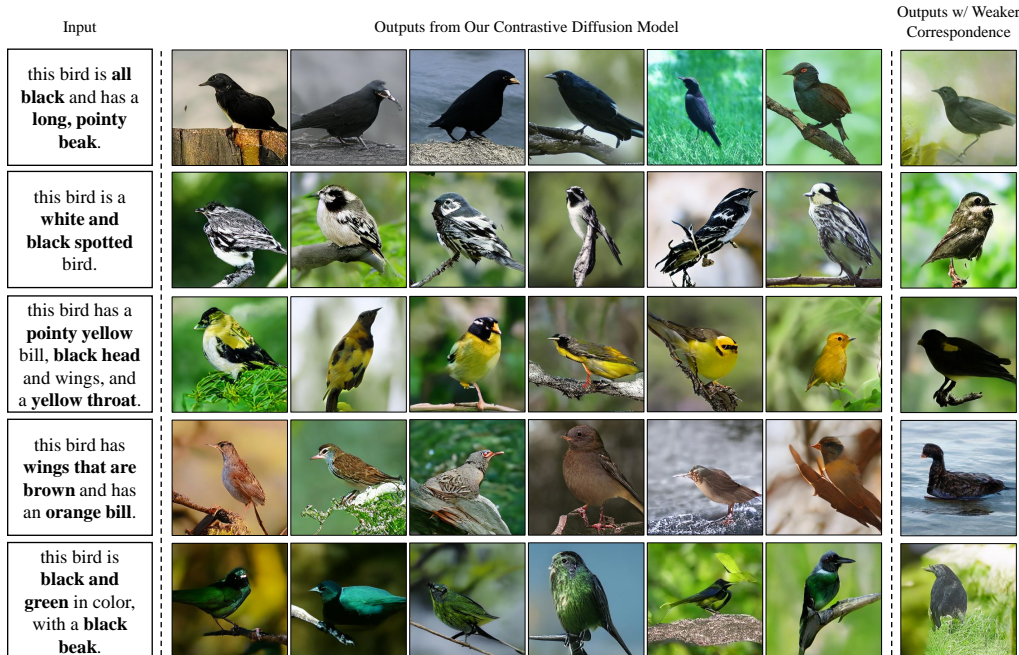 Input
Outputs from Our Contrastive Diffusion Model
Outputs w/ Weaker
Correspondence
this bird is all
black and has a
long, pointy
beak.
this bird is a
white and
black spotted
bird.
this bird has a
pointy yellow
bill, black head
and wings, and
a yellow throat.
this bird has
wings that are
brown and has
an orange bill.
this bird is
black and
green in color,
with a black
beak.